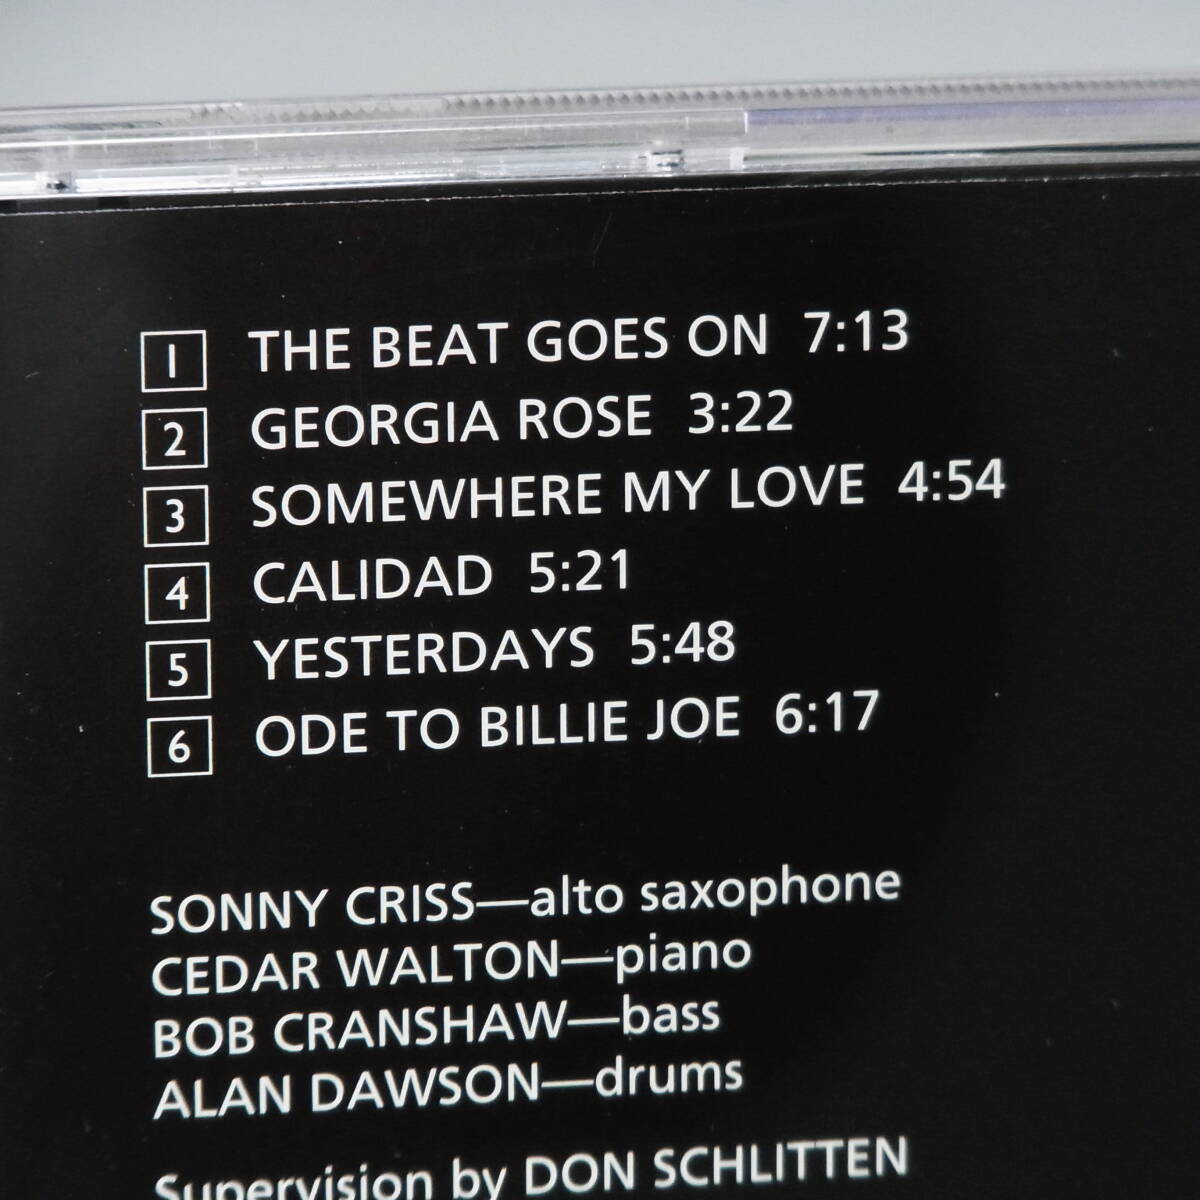 1 THE BEAT GOES ON 7:13
2 GEORGIA ROSE 3:22
3 SOMEWHERE MY LOVE 4:54
4 CALIDAD 5:21
5 YESTERDAYS 5:48
6 ODE TO BILLIE JOE 6:17
SONNY CRISS—alto saxophone
CEDAR WALTON—piano
BOB CRANSHAW—bass
ALAN DAWSON—drums
Supervision by DON SCHLITTEN